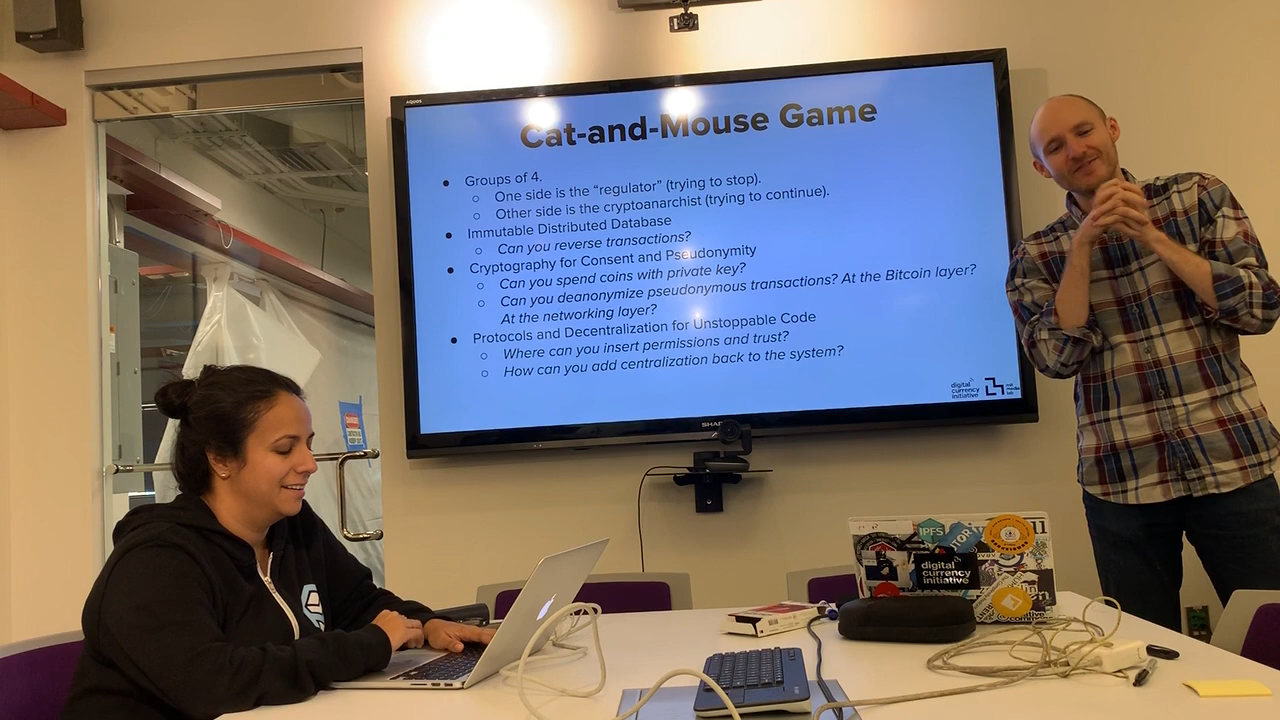 AQUOS
Cat-and-Mouse Game
● Groups of 4.
○ One side is the “regulator” (trying to stop).
○ Other side is the cryptoanarchist (trying to continue).
● Immutable Distributed Database
○ Can you reverse transactions?
● Cryptography for Consent and Pseudonymity
○ Can you spend coins with private key?
○ Can you deanonymize pseudonymous transactions? At the Bitcoin layer?
At the networking layer?
● Protocols and Decentralization for Unstoppable Code
○ Where can you insert permissions and trust?
○ How can you add centralization back to the system?
digital
currency
initiative
mit
media
lab
IPFS
digital
currency
initiative